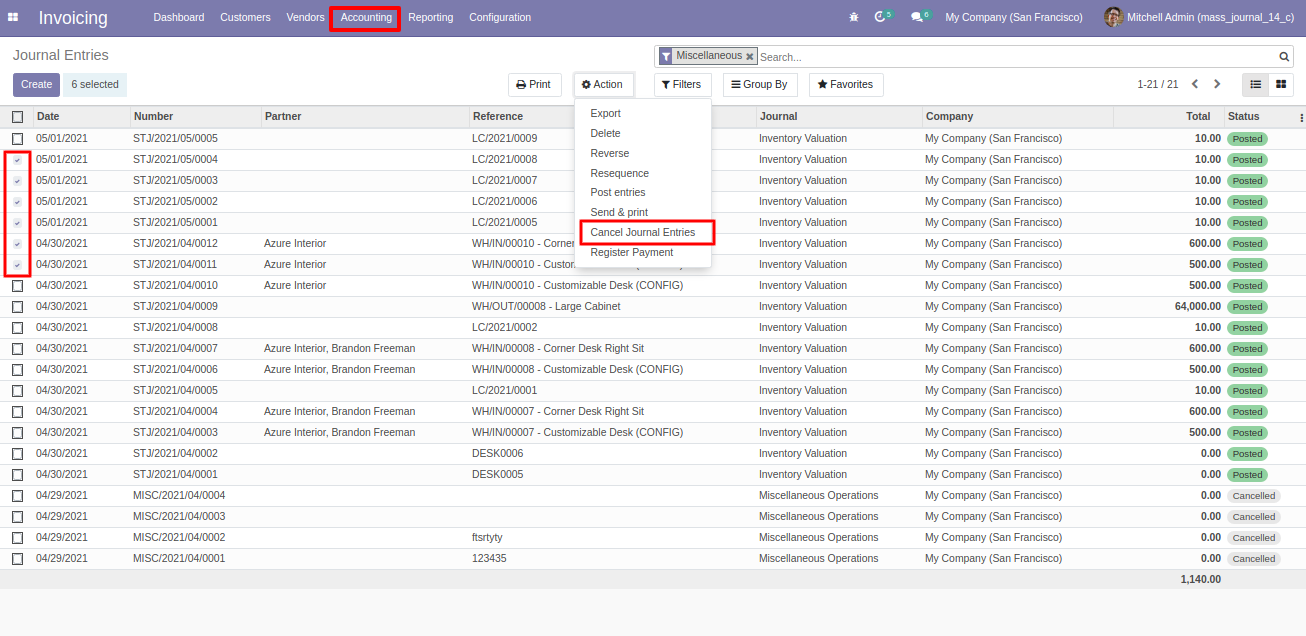 Invoicing Dashboard Customers Vendors Accounting Reporting Configuration 5 6 My Company (San Francisco) Mitchell Admin (mass_journal_14_c)
Journal Entries Miscellaneous Search...
Create 6 selected Print Action Filters Group By Favorites 1-21 / 21
Export
Delete
Reverse
Resequence
Post entries
Send & print
Cancel Journal Entries
Register Payment
Date Number Partner Reference Journal Company Total Status
05/01/2021 STJ/2021/05/0005 LC/2021/0009 Inventory Valuation My Company (San Francisco) 10.00 Posted
05/01/2021 STJ/2021/05/0004 LC/2021/0008 Inventory Valuation My Company (San Francisco) 10.00 Posted
05/01/2021 STJ/2021/05/0003 LC/2021/0007 Inventory Valuation My Company (San Francisco) 10.00 Posted
05/01/2021 STJ/2021/05/0002 LC/2021/0006 Inventory Valuation My Company (San Francisco) 10.00 Posted
05/01/2021 STJ/2021/05/0001 LC/2021/0005 Inventory Valuation My Company (San Francisco) 10.00 Posted
04/30/2021 STJ/2021/04/0012 Azure Interior WH/IN/00010 - Corner Inventory Valuation My Company (San Francisco) 600.00 Posted
04/30/2021 STJ/2021/04/0011 Azure Interior WH/IN/00010 - Inventory Valuation My Company (San Francisco) 500.00 Posted
04/30/2021 STJ/2021/04/0010 Azure Interior WH/IN/00010 - Customizable Desk (CONFIG) Inventory Valuation My Company (San Francisco) 500.00 Posted
04/30/2021 STJ/2021/04/0009 WH/OUT/00008 - Large Cabinet Inventory Valuation My Company (San Francisco) 64,000.00 Posted
04/30/2021 STJ/2021/04/0008 LC/2021/0002 Inventory Valuation My Company (San Francisco) 10.00 Posted
04/30/2021 STJ/2021/04/0007 Azure Interior, Brandon Freeman WH/IN/00008 - Corner Desk Right Sit Inventory Valuation My Company (San Francisco) 600.00 Posted
04/30/2021 STJ/2021/04/0006 Azure Interior, Brandon Freeman WH/IN/00008 - Customizable Desk (CONFIG) Inventory Valuation My Company (San Francisco) 500.00 Posted
04/30/2021 STJ/2021/04/0005 LC/2021/0001 Inventory Valuation My Company (San Francisco) 10.00 Posted
04/30/2021 STJ/2021/04/0004 Azure Interior, Brandon Freeman WH/IN/00007 - Corner Desk Right Sit Inventory Valuation My Company (San Francisco) 600.00 Posted
04/30/2021 STJ/2021/04/0003 Azure Interior, Brandon Freeman WH/IN/00007 - Customizable Desk (CONFIG) Inventory Valuation My Company (San Francisco) 500.00 Posted
04/30/2021 STJ/2021/04/0002 DESK0006 Inventory Valuation My Company (San Francisco) 0.00 Posted
04/30/2021 STJ/2021/04/0001 DESK0005 Inventory Valuation My Company (San Francisco) 0.00 Posted
04/29/2021 MISC/2021/04/0004 Miscellaneous Operations My Company (San Francisco) 0.00 Cancelled
04/29/2021 MISC/2021/04/0003 Miscellaneous Operations My Company (San Francisco) 0.00 Cancelled
04/29/2021 MISC/2021/04/0002 ftsrtyty Miscellaneous Operations My Company (San Francisco) 0.00 Cancelled
04/29/2021 MISC/2021/04/0001 123435 Miscellaneous Operations My Company (San Francisco) 0.00 Cancelled
1,140.00